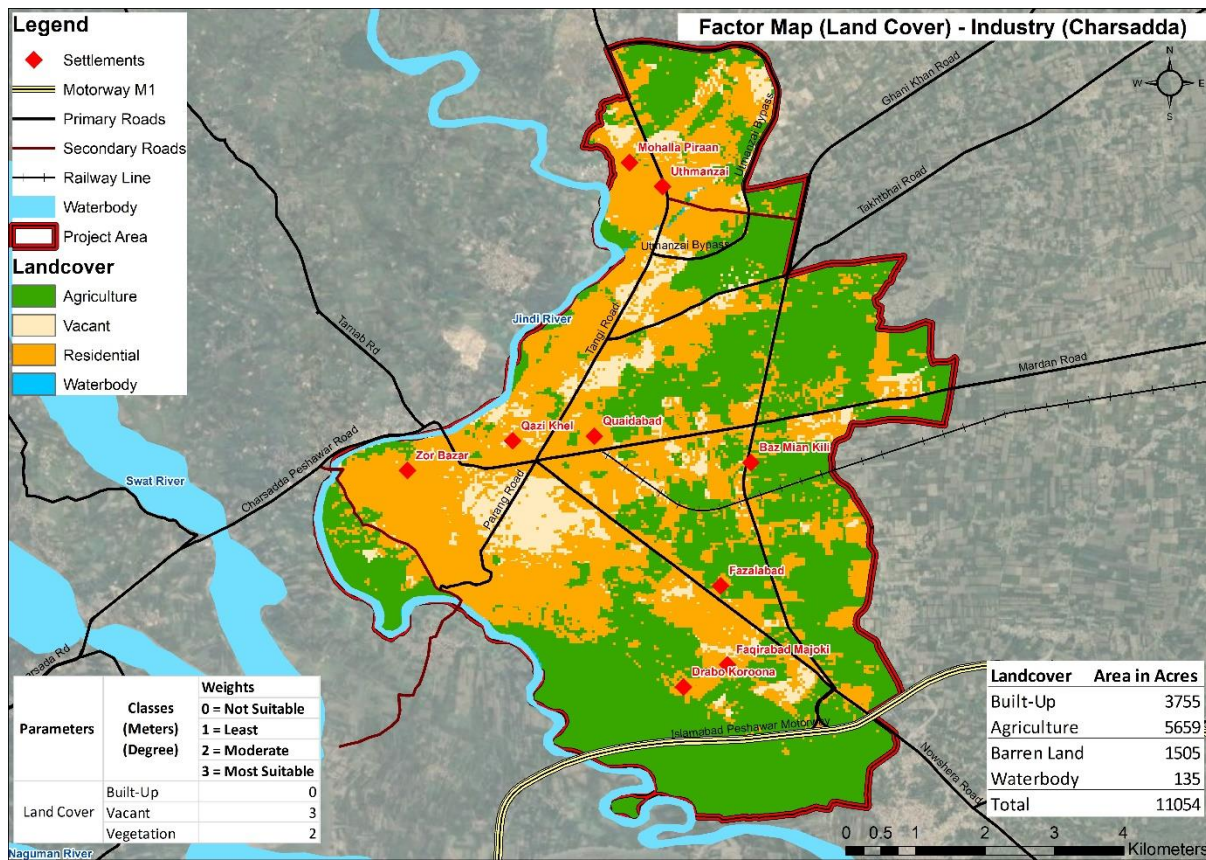 Factor Map (Land Cover) - Industry (Charsadda)
Legend
Settlements
Motorway M1
Primary Roads
Secondary Roads
Railway Line
Waterbody
Project Area
Landcover
Agriculture
Vacant
Residential
Waterbody
N
W E
S
Ghani Khan Road
Takhtbhai Road
Utmanzai Bypass
Mohalla Piraan
Uthmanzai
Utmanzai Bypass
Jindi River
Tangi Road
Tarnab Rd
Mardan Road
Qazi Khel
Quaidabad
Baz Mian Kili
Zor Bazar
Charsadda Peshawar Road
Swat River
Parang Road
Fazalabad
Faqirabad Majoki
Drabo Koroona
Islamabad Peshawar Motorway
Nowshera Road
Naguman River
Parameters Classes (Meters) (Degree) Weights
0 = Not Suitable
1 = Least
2 = Moderate
3 = Most Suitable
Land Cover Built-Up 0
Vacant 3
Vegetation 2
Landcover Area in Acres
Built-Up 3755
Agriculture 5659
Barren Land 1505
Waterbody 135
Total 11054
0 0.5 1 2 3 4
Kilometers